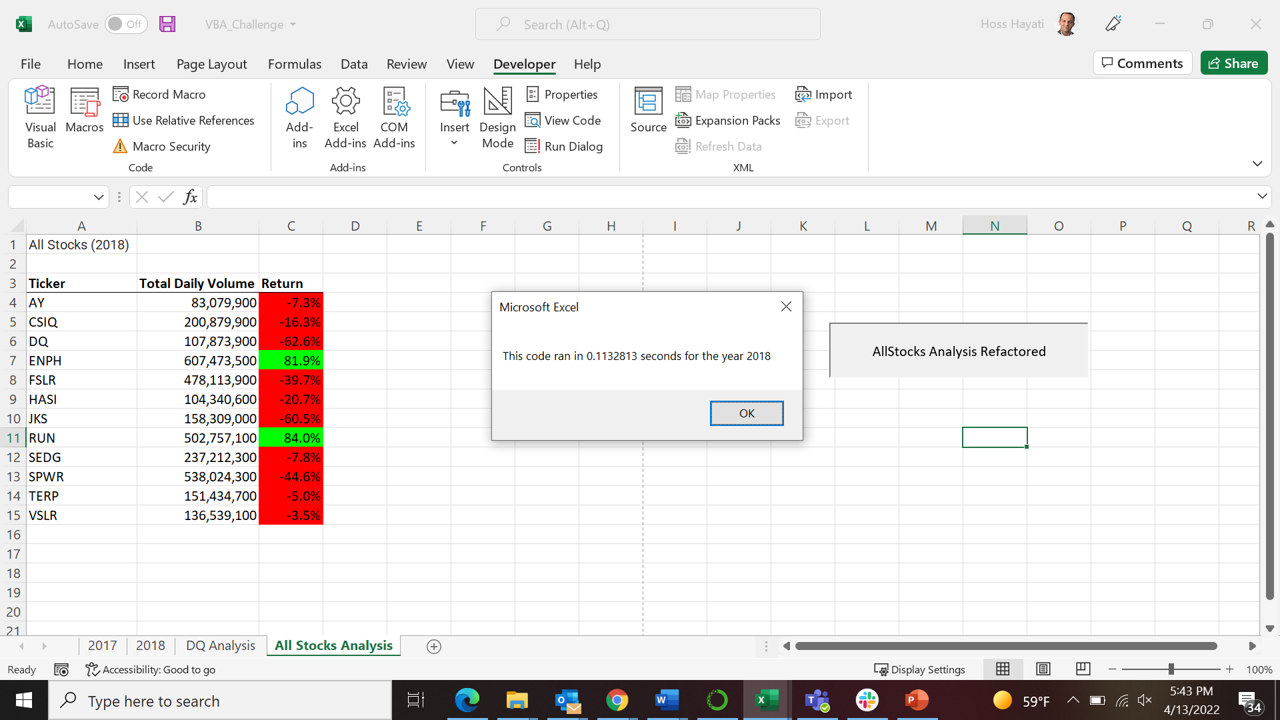 AutoSave Off VBA_Challenge Search (Alt+Q) Hoss Hayati
File Home Insert Page Layout Formulas Data Review View Developer Help Comments Share
Visual Basic
Macros
Record Macro
Use Relative References
Macro Security
Code
Add-ins
Excel Add-ins
COM Add-ins
Add-ins
Insert
Design Mode
Properties
View Code
Run Dialog
Controls
Source
Map Properties
Expansion Packs
Refresh Data
Import
Export
XML
fx
A B C D E F G H I J K L M N O P Q R
1 All Stocks (2018)
2
3 Ticker Total Daily Volume Return
4 AY 83,079,900 -7.3%
5 CSIQ 200,879,900 -16.3%
6 DQ 107,873,900 -62.6%
7 ENPH 607,473,500 81.9%
8 FSLR 478,113,900 -39.7%
9 HASI 104,340,600 -20.7%
10 JKS 158,309,000 -60.5%
11 RUN 502,757,100 84.0%
12 SEDG 237,212,300 -7.8%
13 SPWR 538,024,300 -44.6%
14 TERP 151,434,700 -5.0%
15 VSLR 136,539,100 -3.5%
16
17
18
19
20
21
Microsoft Excel
This code ran in 0.1132813 seconds for the year 2018
OK
AllStocks Analysis Refactored
2017 2018 DQ Analysis All Stocks Analysis
Ready Accessibility: Good to go Display Settings 100%
Type here to search 59°F 5:43 PM
4/13/2022 34